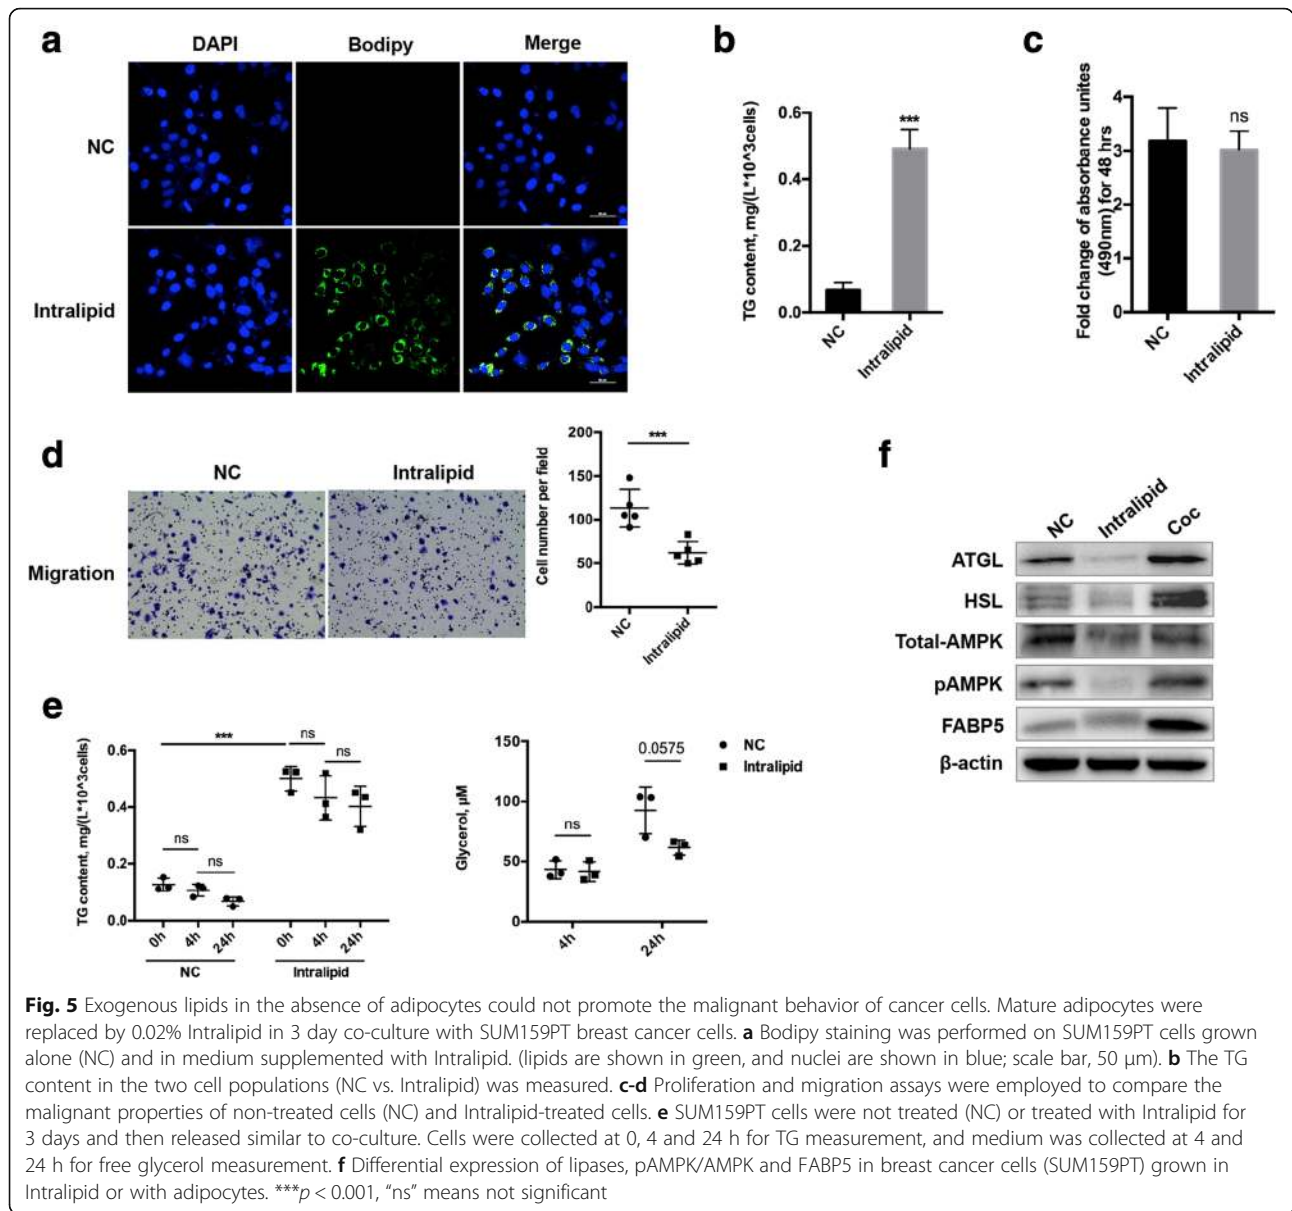 a
DAPI
Bodipy
Merge
NC
Intralipid
b
TG content, mg/(L*10^3cells)
0.6
0.4
0.2
0.0
***
NC
Intralipid
c
Fold change of absorbance unites
(490nm) for 48 hrs
4
3
2
1
0
ns
NC
Intralipid
d
NC
Intralipid
Migration
Cell number per field
200
150
100
50
0
***
NC
Intralipid
e
TG content, mg/(L*10^3cells)
0.6
0.4
0.2
0.0
***
ns
ns
ns
ns
0h
4h
24h
0h
4h
24h
NC
Intralipid
Glycerol, µM
150
100
50
0
ns
0.0575
4h
24h
NC
Intralipid
f
NC
Intralipid
Coc
ATGL
HSL
Total-AMPK
pAMPK
FABP5
β-actin
Fig. 5 Exogenous lipids in the absence of adipocytes could not promote the malignant behavior of cancer cells. Mature adipocytes were
replaced by 0.02% Intralipid in 3 day co-culture with SUM159PT breast cancer cells. a Bodipy staining was performed on SUM159PT cells grown
alone (NC) and in medium supplemented with Intralipid. (lipids are shown in green, and nuclei are shown in blue; scale bar, 50 µm). b The TG
content in the two cell populations (NC vs. Intralipid) was measured. c-d Proliferation and migration assays were employed to compare the
malignant properties of non-treated cells (NC) and Intralipid-treated cells. e SUM159PT cells were not treated (NC) or treated with Intralipid for
3 days and then released similar to co-culture. Cells were collected at 0, 4 and 24 h for TG measurement, and medium was collected at 4 and
24 h for free glycerol measurement. f Differential expression of lipases, pAMPK/AMPK and FABP5 in breast cancer cells (SUM159PT) grown in
Intralipid or with adipocytes. ***p < 0.001, “ns” means not significant